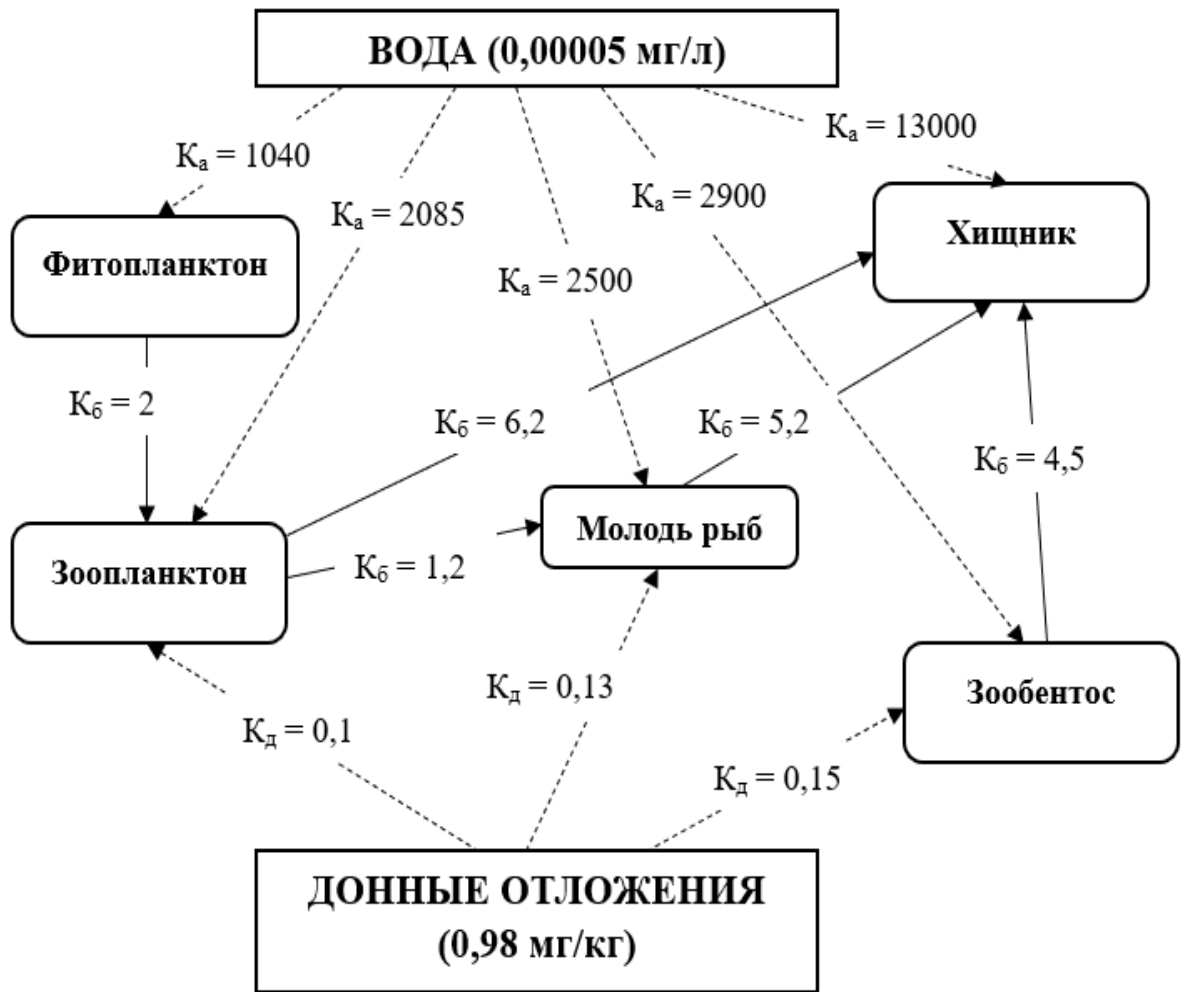 ВОДА (0,00005 мг/л)
Kа = 13000
Kа = 1040
Kа = 2085
Kа = 2900
Хищник
Фитопланктон
Kа = 2500
Kб = 2
Kб = 6,2
Kб = 5,2
Kб = 4,5
Зоопланктон
Kб = 1,2
Молодь рыб
Kд = 0,13
Зообентос
Kд = 0,1
Kд = 0,15
ДОННЫЕ ОТЛОЖЕНИЯ
(0,98 мг/кг)